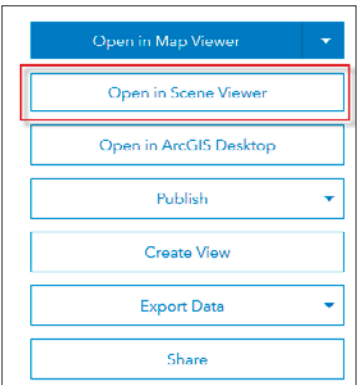 Open in Map Viewer
Open in Scene Viewer
Open in ArcGIS Desktop
Publish
Create View
Export Data
Share